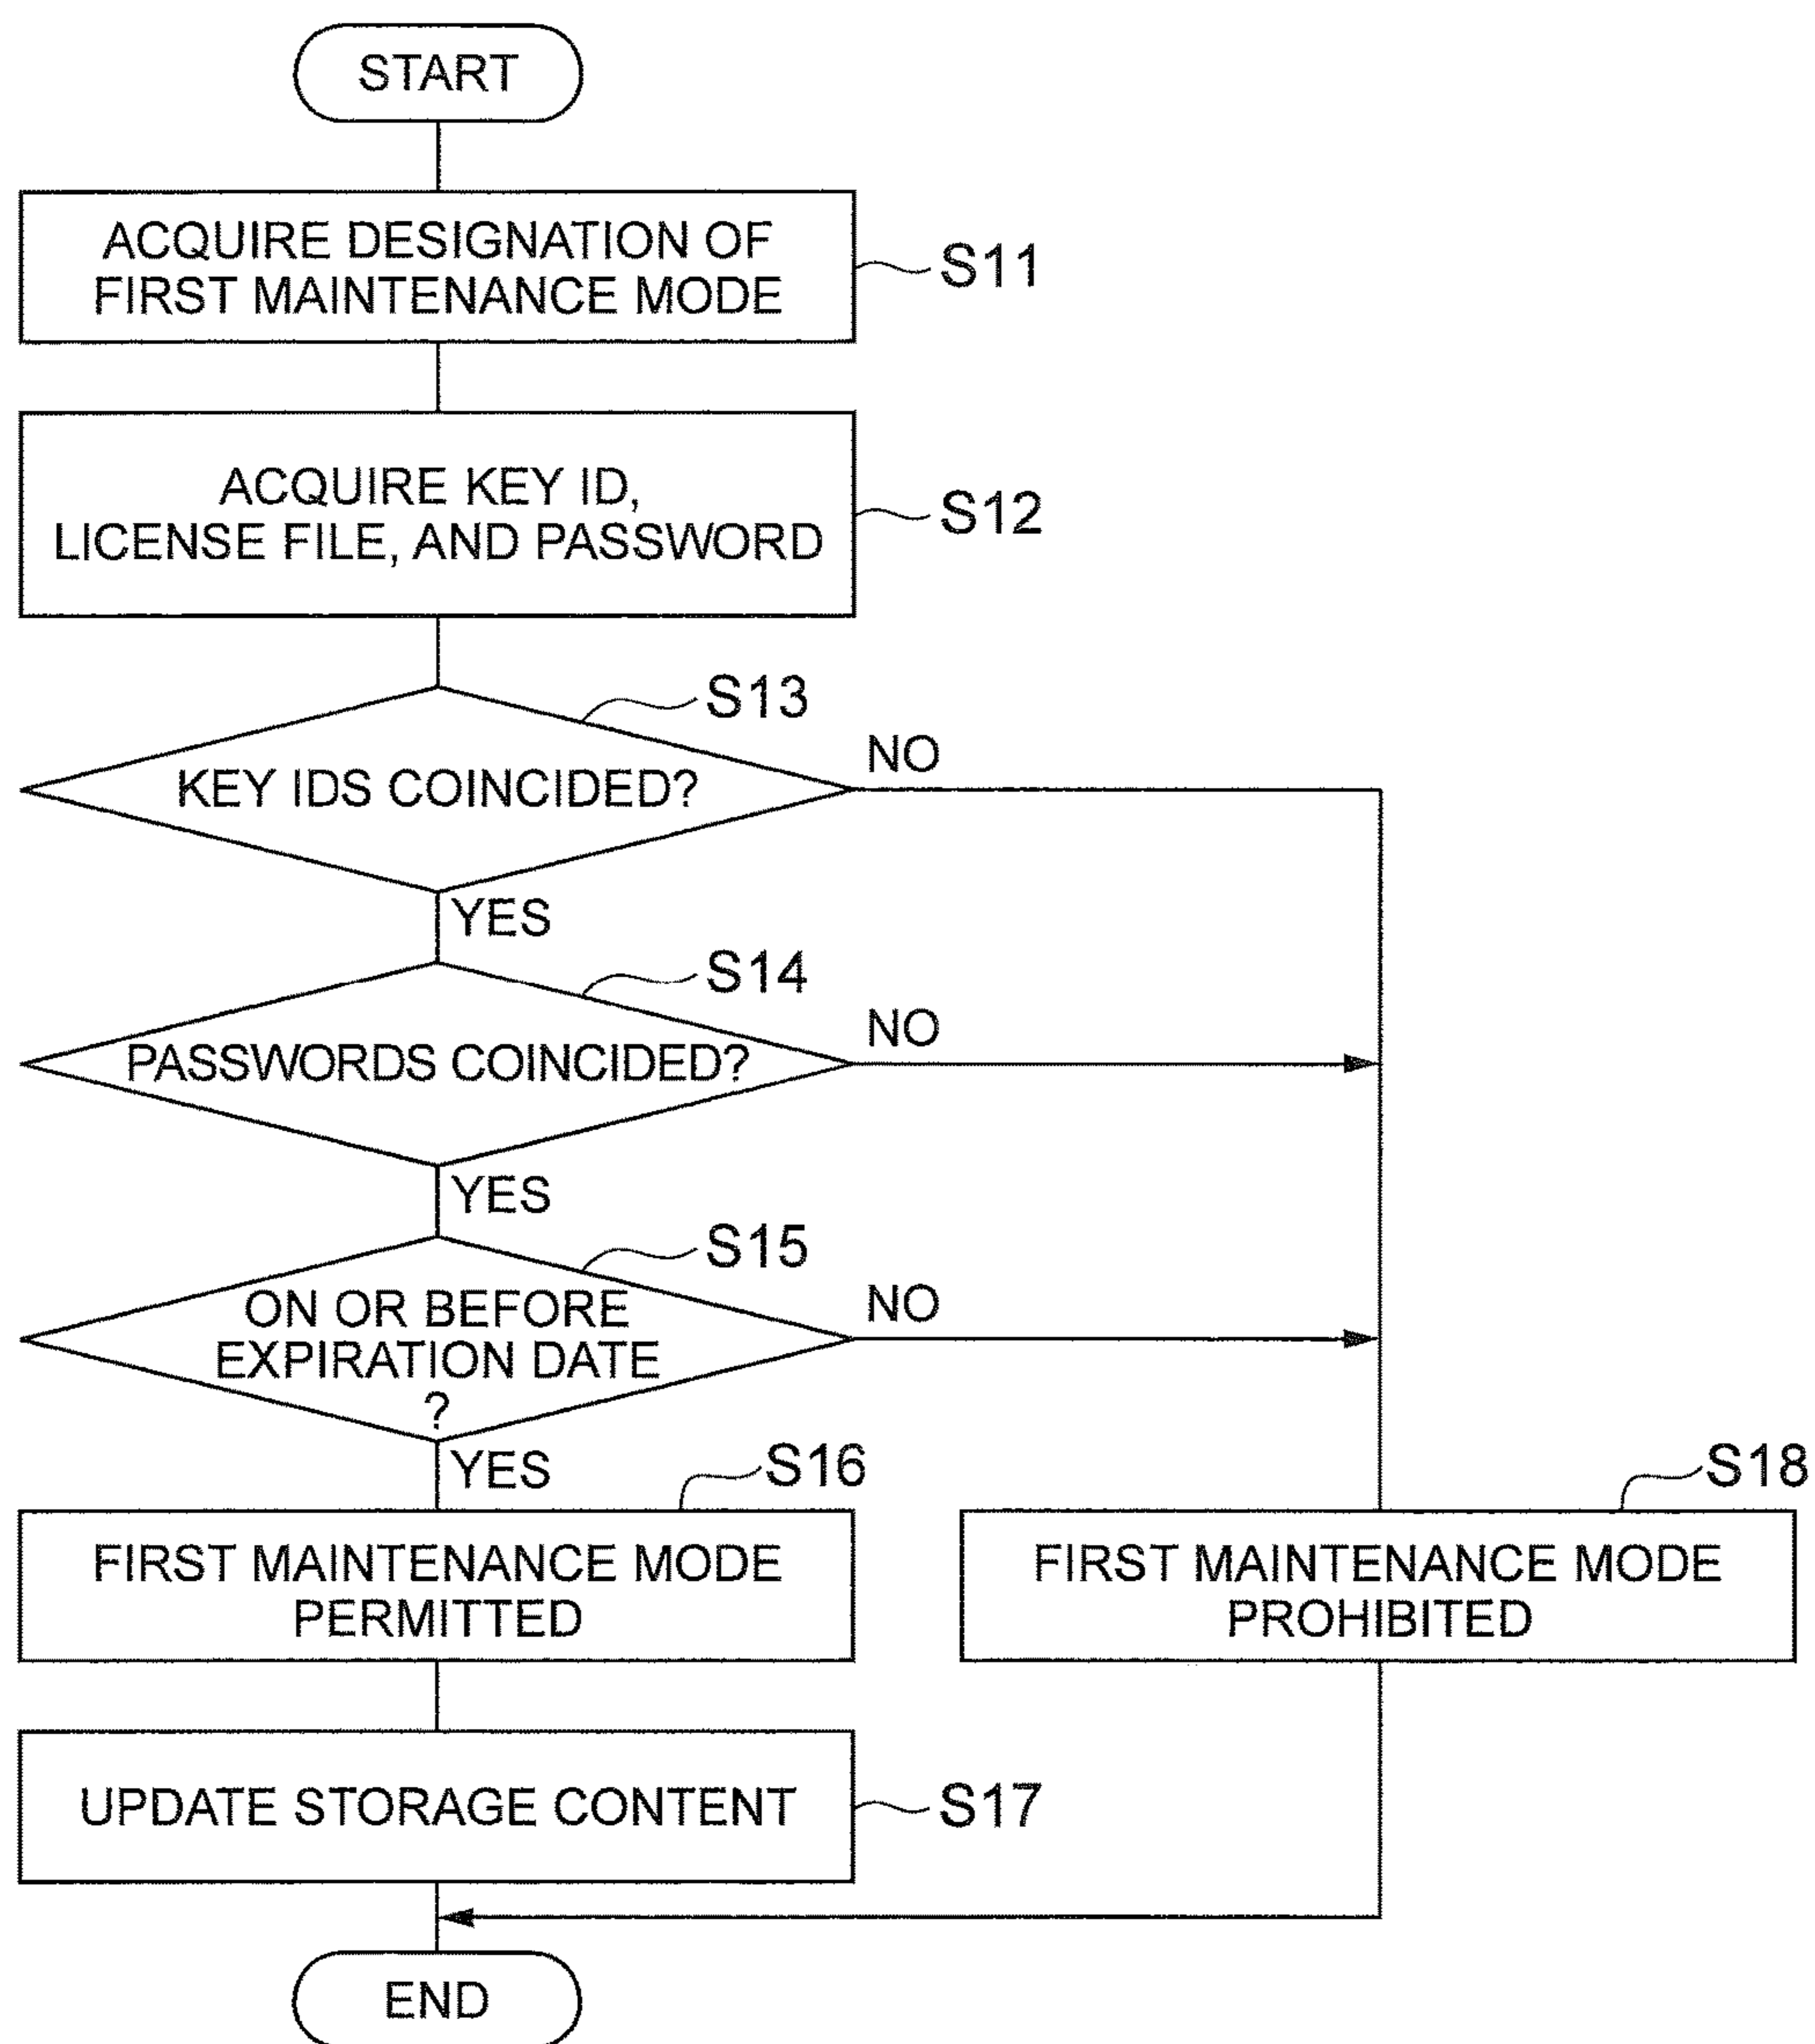 START
ACQUIRE DESIGNATION OF
FIRST MAINTENANCE MODE
S11
ACQUIRE KEY ID,
LICENSE FILE, AND PASSWORD
S12
S13
KEY IDS COINCIDED?
NO
YES
S14
PASSWORDS COINCIDED?
NO
YES
S15
ON OR BEFORE
EXPIRATION DATE
?
NO
YES
S16
FIRST MAINTENANCE MODE
PERMITTED
S18
FIRST MAINTENANCE MODE
PROHIBITED
UPDATE STORAGE CONTENT
S17
END